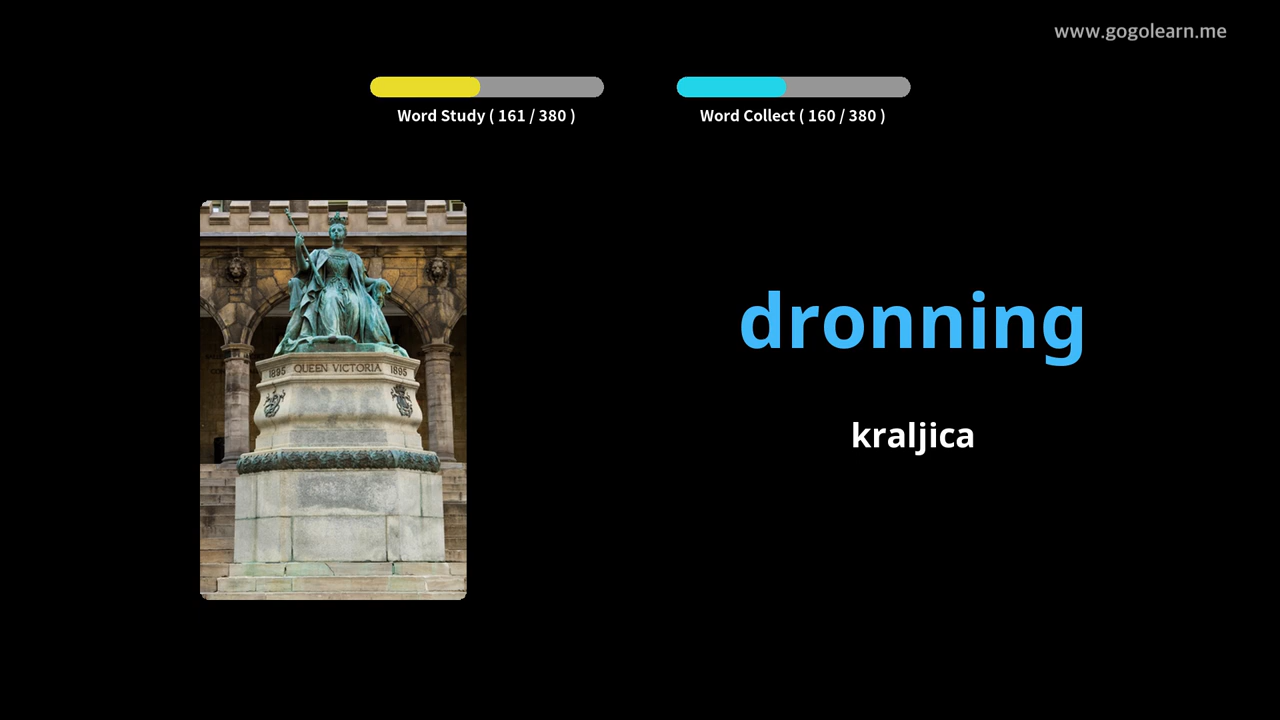 www.gogolearn.me
Word Study ( 161 / 380 )
Word Collect ( 160 / 380 )
1895 QUEEN VICTORIA 1895
dronning
kraljica